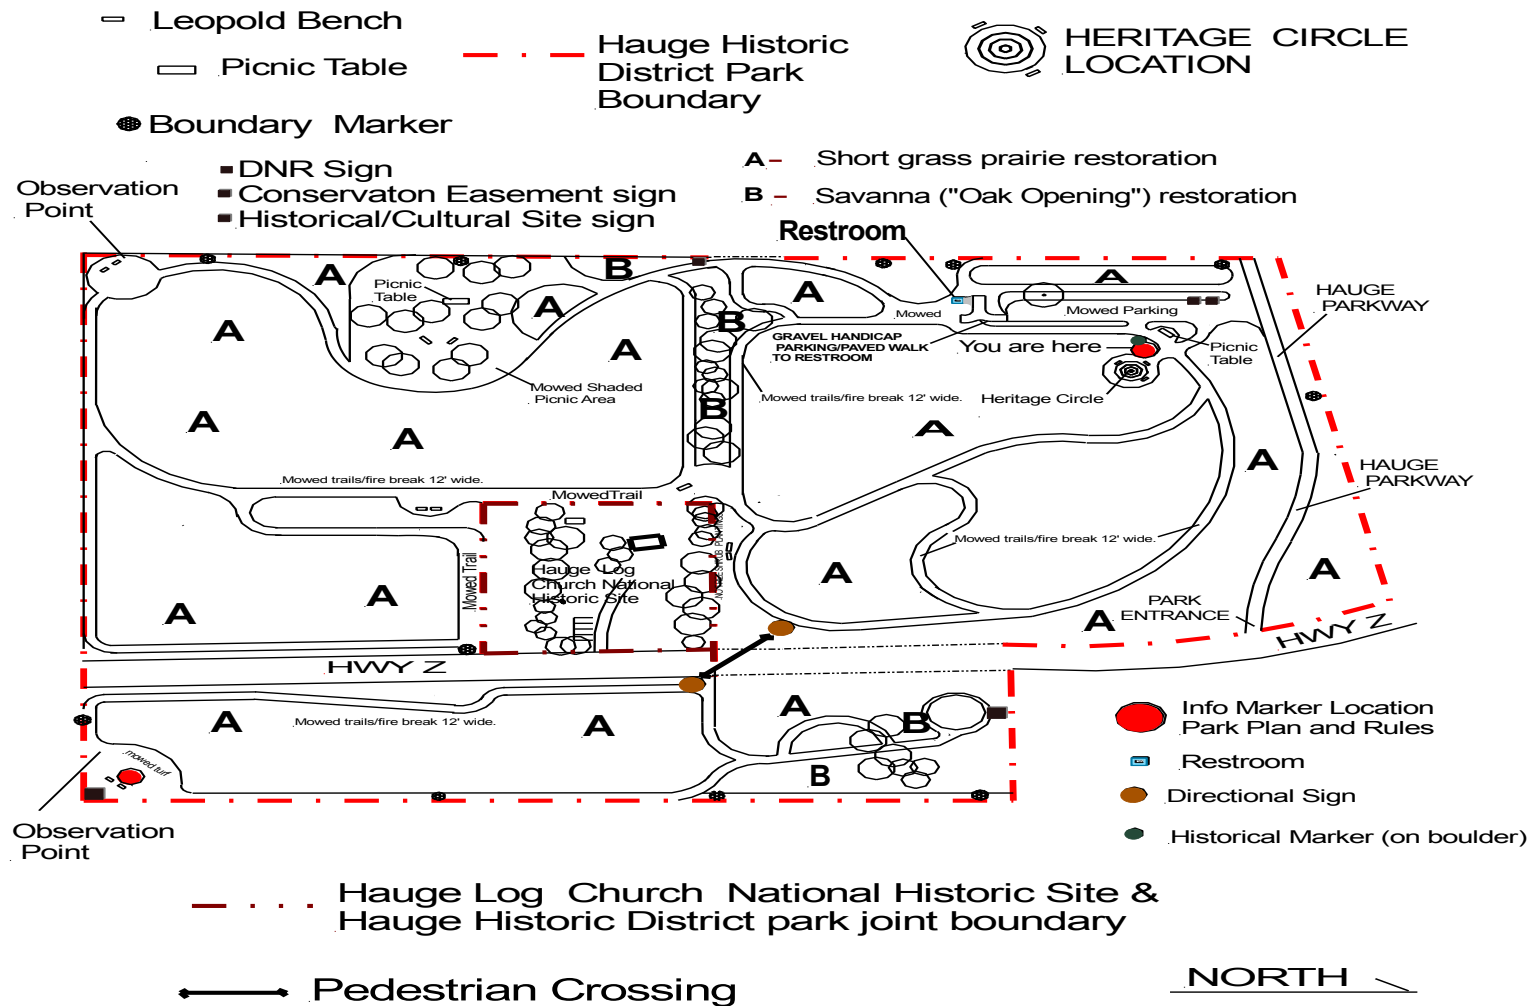 Leopold Bench
Picnic Table
Boundary Marker
Hauge Historic
District Park
Boundary
HERITAGE CIRCLE
LOCATION
DNR Sign
Conservaton Easement sign
Historical/Cultural Site sign
A - Short grass prairie restoration
B - Savanna ("Oak Opening") restoration
Observation
Point
Restroom
A
B
A
A
Picnic
Table
A
B
A
A
Mowed
Mowed Parking
HAUGE
PARKWAY
GRAVEL HANDICAP
PARKING/PAVED WALK
TO RESTROOM
You are here
Picnic
Table
Mowed Shaded
Picnic Area
Mowed trails/fire break 12' wide.
Heritage Circle
A
A
B
A
A
HAUGE
PARKWAY
Mowed trails/fire break 12' wide.
MowedTrail
Mowed trails/fire break 12' wide.
Mowed Trail
Hauge Log
Church National
Historic Site
A
A
A
A
A
PARK
ENTRANCE
HWY Z
HWY Z
A
Mowed trails/fire break 12' wide.
A
A
B
B
mowed turf
Observation
Point
Info Marker Location
Park Plan and Rules
Restroom
Directional Sign
Historical Marker (on boulder)
Hauge Log Church National Historic Site &
Hauge Historic District park joint boundary
Pedestrian Crossing
NORTH